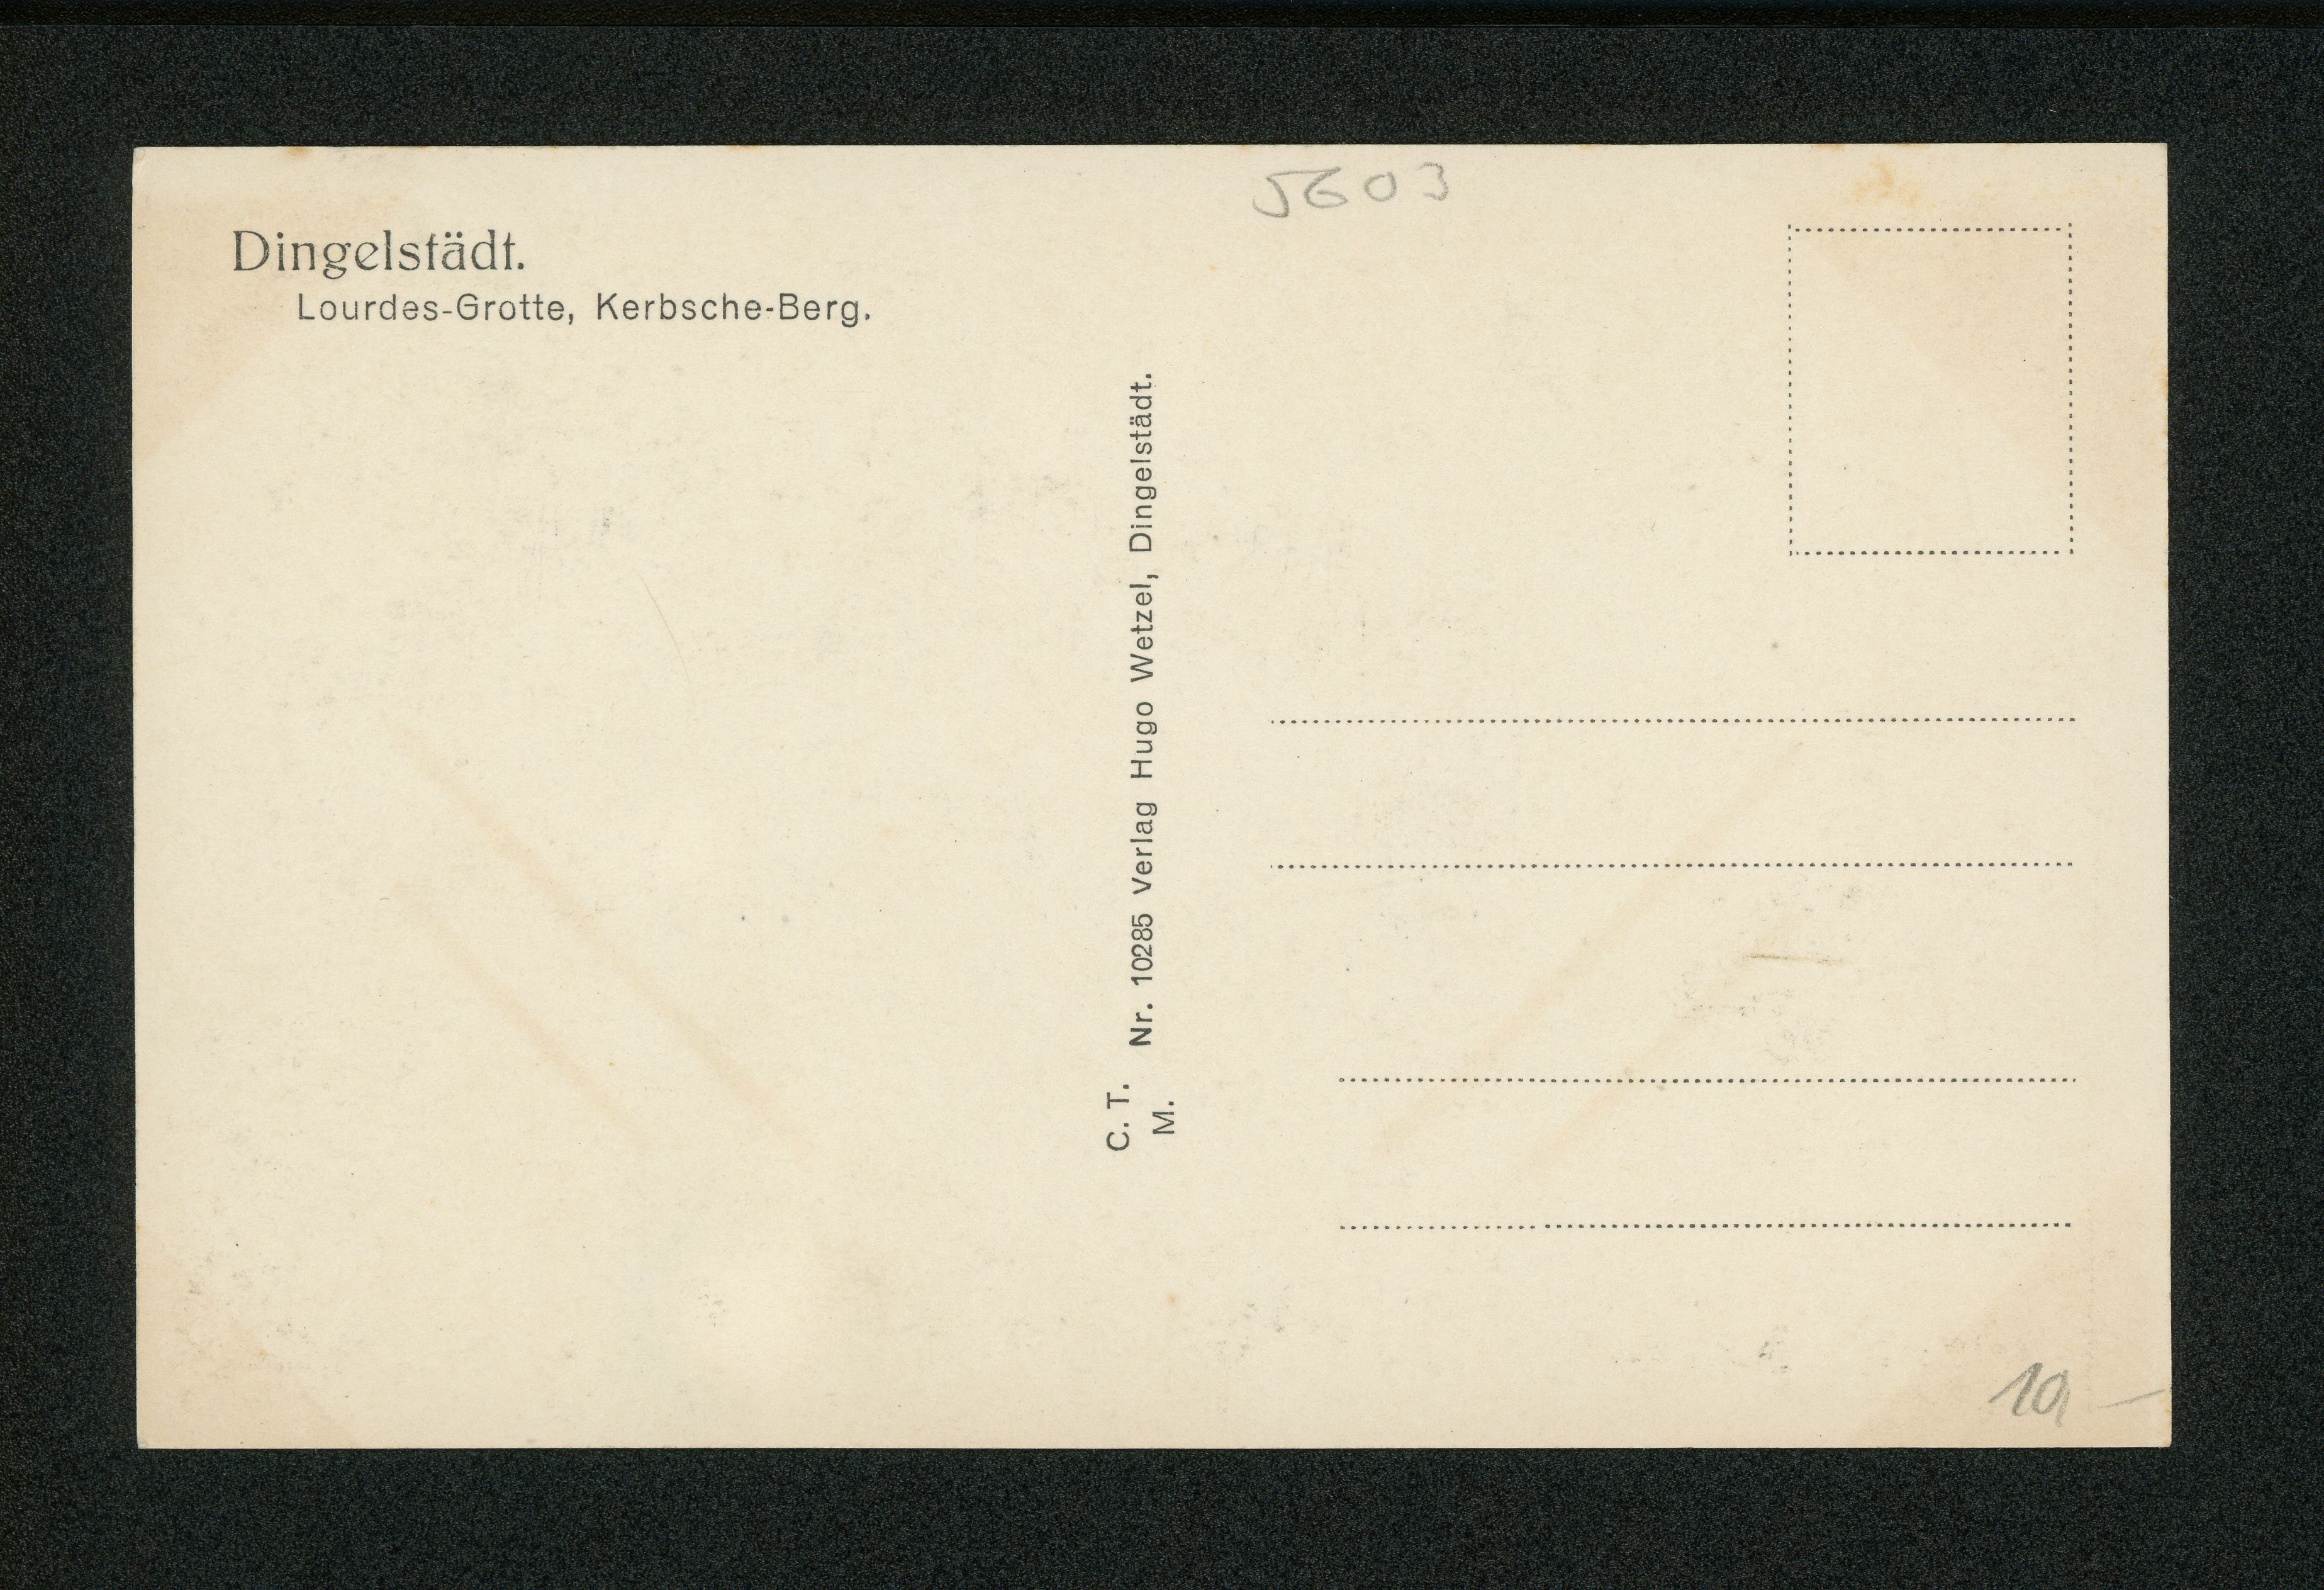 5603
Dingelstädt.
Lourdes-Grotte, Kerbsche-Berg.
C. T. M. Nr. 10285 Verlag Hugo Wetzel, Dingelstädt.
10,-